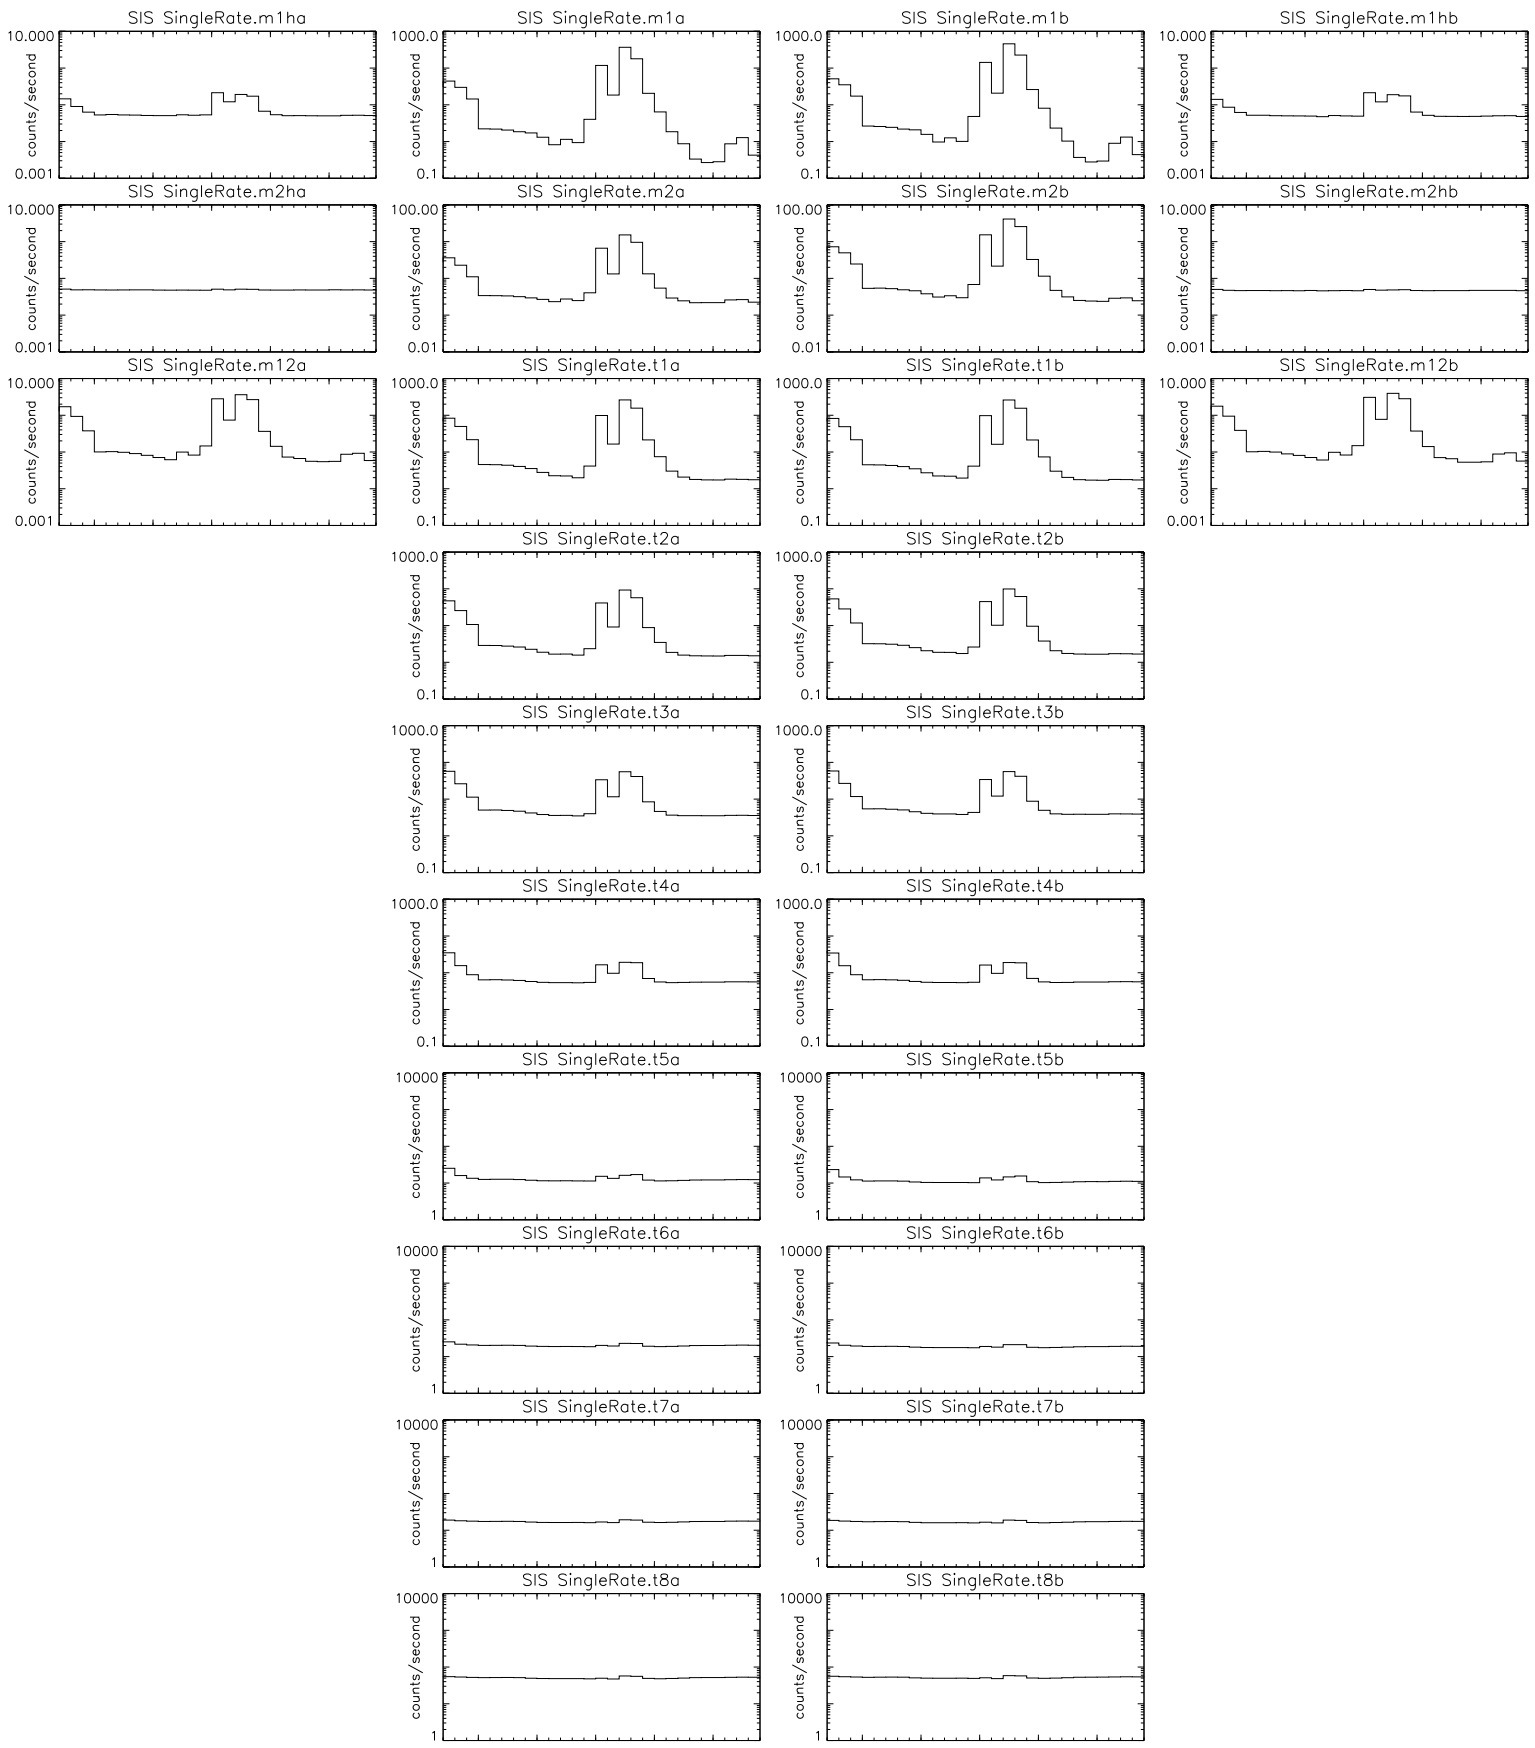 SIS SingleRate.m1ha
10.000
counts/second
0.001
SIS SingleRate.m1a
1000.0
counts/second
0.1
SIS SingleRate.m1b
1000.0
counts/second
0.1
SIS SingleRate.m1hb
10.000
counts/second
0.001
SIS SingleRate.m2ha
10.000
counts/second
0.001
SIS SingleRate.m2a
100.00
counts/second
0.01
SIS SingleRate.m2b
100.00
counts/second
0.01
SIS SingleRate.m2hb
10.000
counts/second
0.001
SIS SingleRate.m12a
10.000
counts/second
0.001
SIS SingleRate.t1a
1000.0
counts/second
0.1
SIS SingleRate.t1b
1000.0
counts/second
0.1
SIS SingleRate.m12b
10.000
counts/second
0.001
SIS SingleRate.t2a
1000.0
counts/second
0.1
SIS SingleRate.t2b
1000.0
counts/second
0.1
SIS SingleRate.t3a
1000.0
counts/second
0.1
SIS SingleRate.t3b
1000.0
counts/second
0.1
SIS SingleRate.t4a
1000.0
counts/second
0.1
SIS SingleRate.t4b
1000.0
counts/second
0.1
SIS SingleRate.t5a
10000
counts/second
1
SIS SingleRate.t5b
10000
counts/second
1
SIS SingleRate.t6a
10000
counts/second
1
SIS SingleRate.t6b
10000
counts/second
1
SIS SingleRate.t7a
10000
counts/second
1
SIS SingleRate.t7b
10000
counts/second
1
SIS SingleRate.t8a
10000
counts/second
1
SIS SingleRate.t8b
10000
counts/second
1